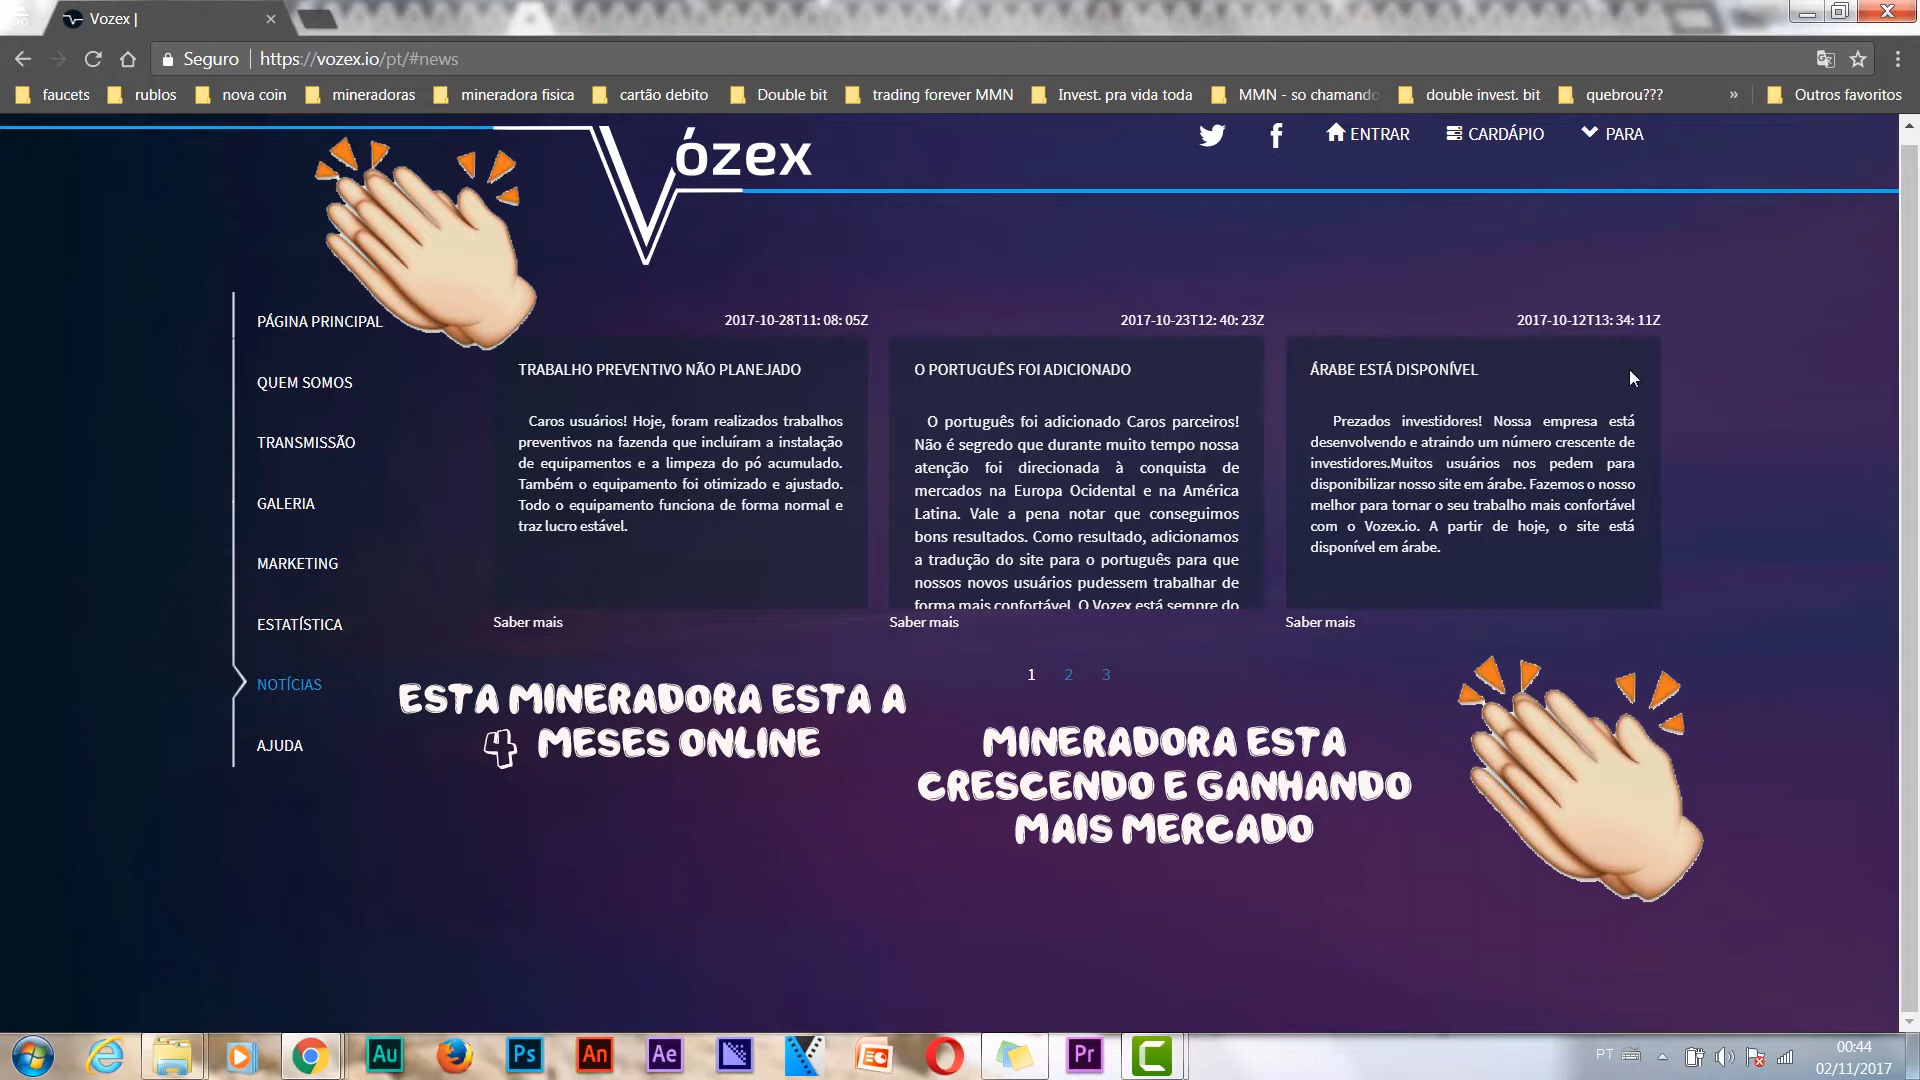 Vozex |
Seguro https://vozex.io/pt/#news
faucets rublos nova coin mineradoras mineradora fisica cartão debito Double bit trading forever MMN Invest. pra vida toda MMN - so chamando double invest. bit quebrou??? » Outros favoritos
Vózex
ENTRAR CARDÁPIO PARA
PÁGINA PRINCIPAL
QUEM SOMOS
TRANSMISSÃO
GALERIA
MARKETING
ESTATÍSTICA
NOTÍCIAS
AJUDA
2017-10-28T11: 08: 05Z
TRABALHO PREVENTIVO NÃO PLANEJADO
Caros usuários! Hoje, foram realizados trabalhos
preventivos na fazenda que incluíram a instalação
de equipamentos e a limpeza do pó acumulado.
Também o equipamento foi otimizado e ajustado.
Todo o equipamento funciona de forma normal e
traz lucro estável.
Saber mais
2017-10-23T12: 40: 23Z
O PORTUGUÊS FOI ADICIONADO
O português foi adicionado Caros parceiros!
Não é segredo que durante muito tempo nossa
atenção foi direcionada à conquista de
mercados na Europa Ocidental e na América
Latina. Vale a pena notar que conseguimos
bons resultados. Como resultado, adicionamos
a tradução do site para o português para que
nossos novos usuários pudessem trabalhar de
forma mais confortável. O Vozex está sempre do
Saber mais
2017-10-12T13: 34: 11Z
ÁRABE ESTÁ DISPONÍVEL
Prezados investidores! Nossa empresa está
desenvolvendo e atraindo um número crescente de
investidores.Muitos usuários nos pedem para
disponibilizar nosso site em árabe. Fazemos o nosso
melhor para tornar o seu trabalho mais confortável
com o Vozex.io. A partir de hoje, o site está
disponível em árabe.
Saber mais
1 2 3
ESTA MINERADORA ESTA A
4 MESES ONLINE
MINERADORA ESTA
CRESCENDO E GANHANDO
MAIS MERCADO
Au Ps An Ae Pr
PT
00:44
02/11/2017